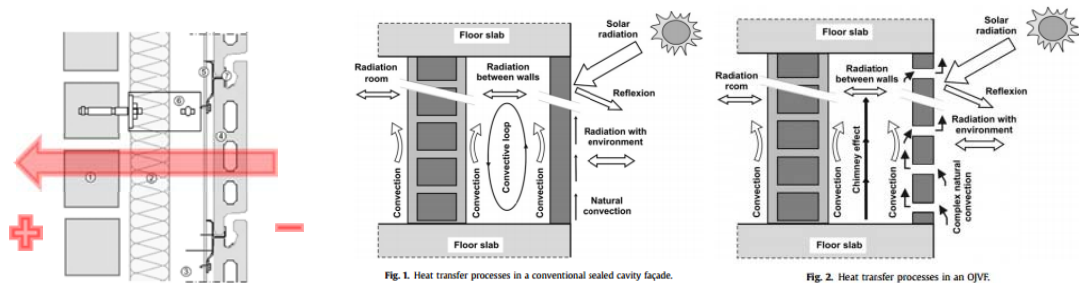 ⑤
⑦
⑥
④
①
②
③
Floor slab
Solar
radiation
Radiation
room
Radiation
between walls
Reflexion
Convection
Convection
Convective loop
Convection
Radiation with
environment
Natural
convection
Floor slab
Fig. 1. Heat transfer processes in a conventional sealed cavity façade.
Floor slab
Solar
radiation
Radiation
room
Radiation
between walls
Reflexion
Radiation with
environment
Convection
Chimney effect
Convection
Complex natural
convection
Floor slab
Fig. 2. Heat transfer processes in an OJVF.